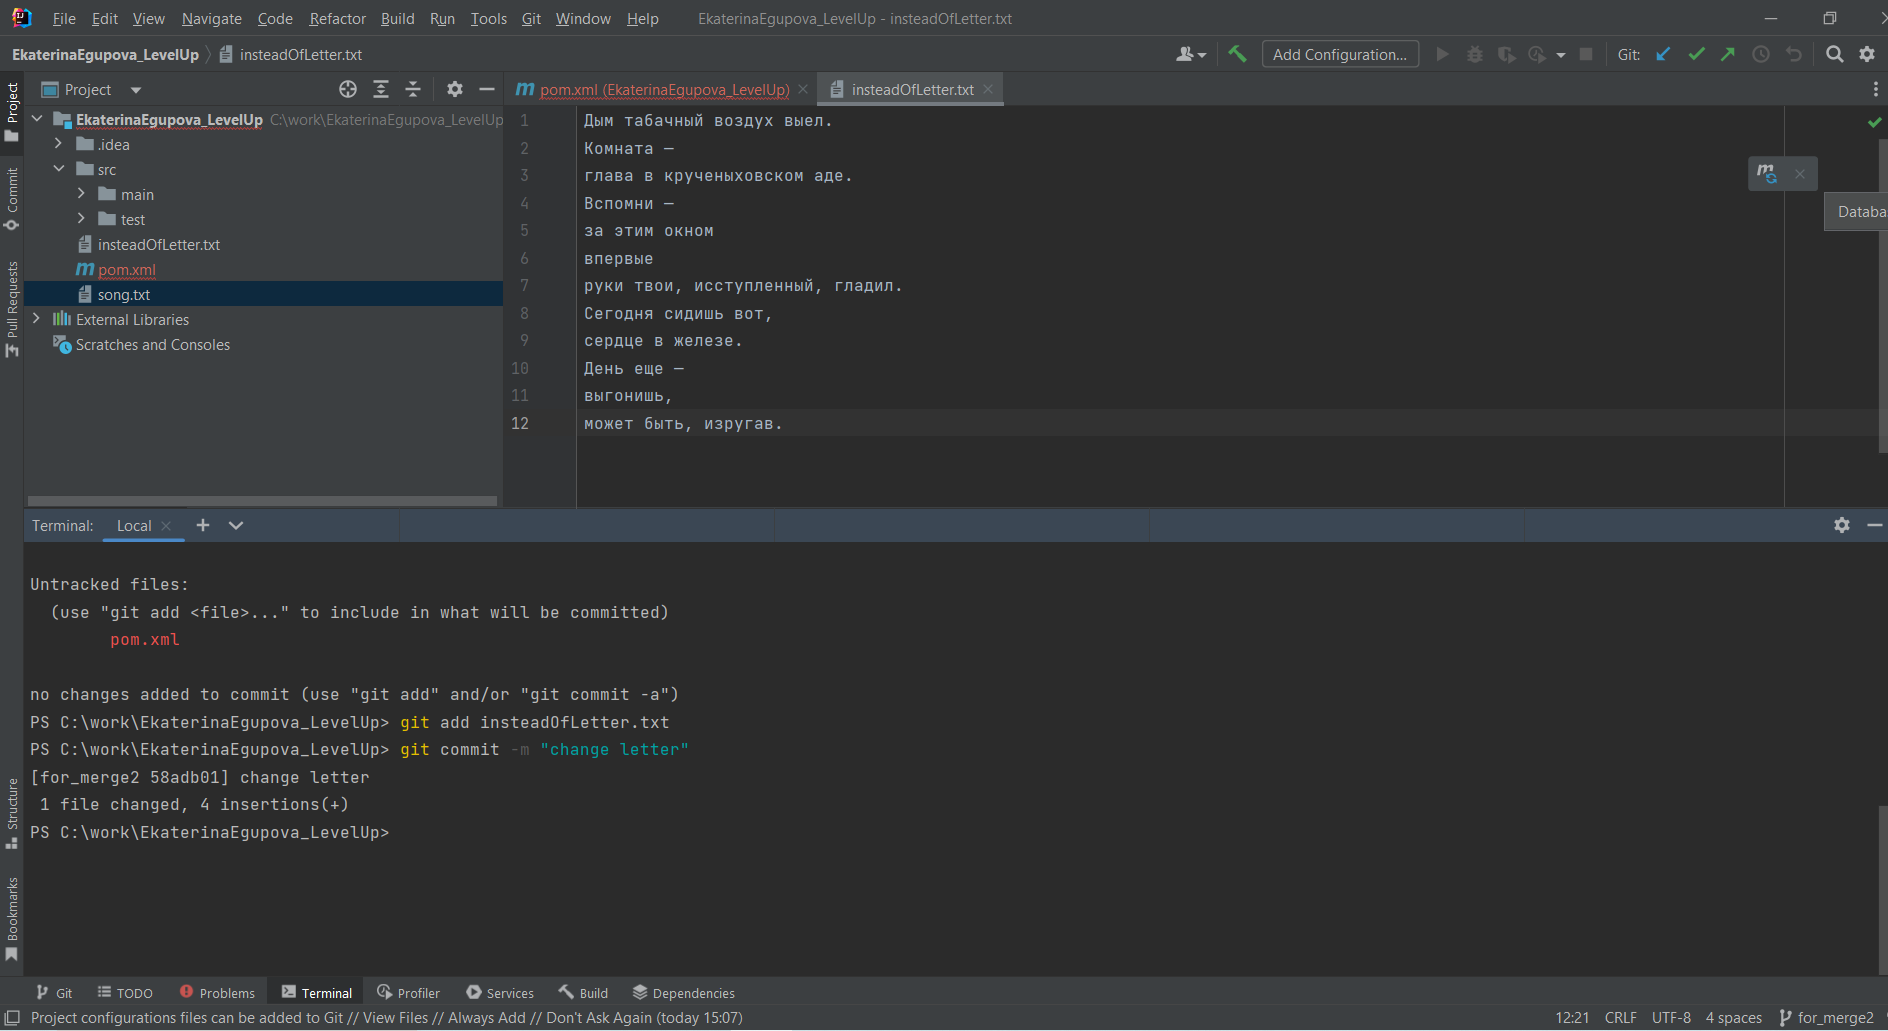 File Edit View Navigate Code Refactor Build Run Tools Git Window Help EkaterinaEgupova_LevelUp - insteadOfLetter.txt
EkaterinaEgupova_LevelUp insteadOfLetter.txt Add Configuration... Git:
Project
Project
pom.xml (EkaterinaEgupova_LevelUp)
insteadOfLetter.txt
EkaterinaEgupova_LevelUp C:\work\EkaterinaEgupova_LevelUp
.idea
src
main
test
insteadOfLetter.txt
pom.xml
song.txt
External Libraries
Scratches and Consoles
Commit
Pull Requests
1 Дым табачный воздух выел.
2 Комната —
3 глава в крученыховском аде.
4 Вспомни —
5 за этим окном
6 впервые
7 руки твои, исступленный, гладил.
8 Сегодня сидишь вот,
9 сердце в железе.
10 День еще —
11 выгонишь,
12 может быть, изругав.
Databa
Terminal: Local
Untracked files:
(use "git add <file>..." to include in what will be committed)
pom.xml
no changes added to commit (use "git add" and/or "git commit -a")
PS C:\work\EkaterinaEgupova_LevelUp> git add insteadOfLetter.txt
PS C:\work\EkaterinaEgupova_LevelUp> git commit -m "change letter"
[for_merge2 58adb01] change letter
1 file changed, 4 insertions(+)
PS C:\work\EkaterinaEgupova_LevelUp>
Structure
Bookmarks
Git TODO Problems Terminal Profiler Services Build Dependencies
Project configurations files can be added to Git // View Files // Always Add // Don't Ask Again (today 15:07) 12:21 CRLF UTF-8 4 spaces for_merge2